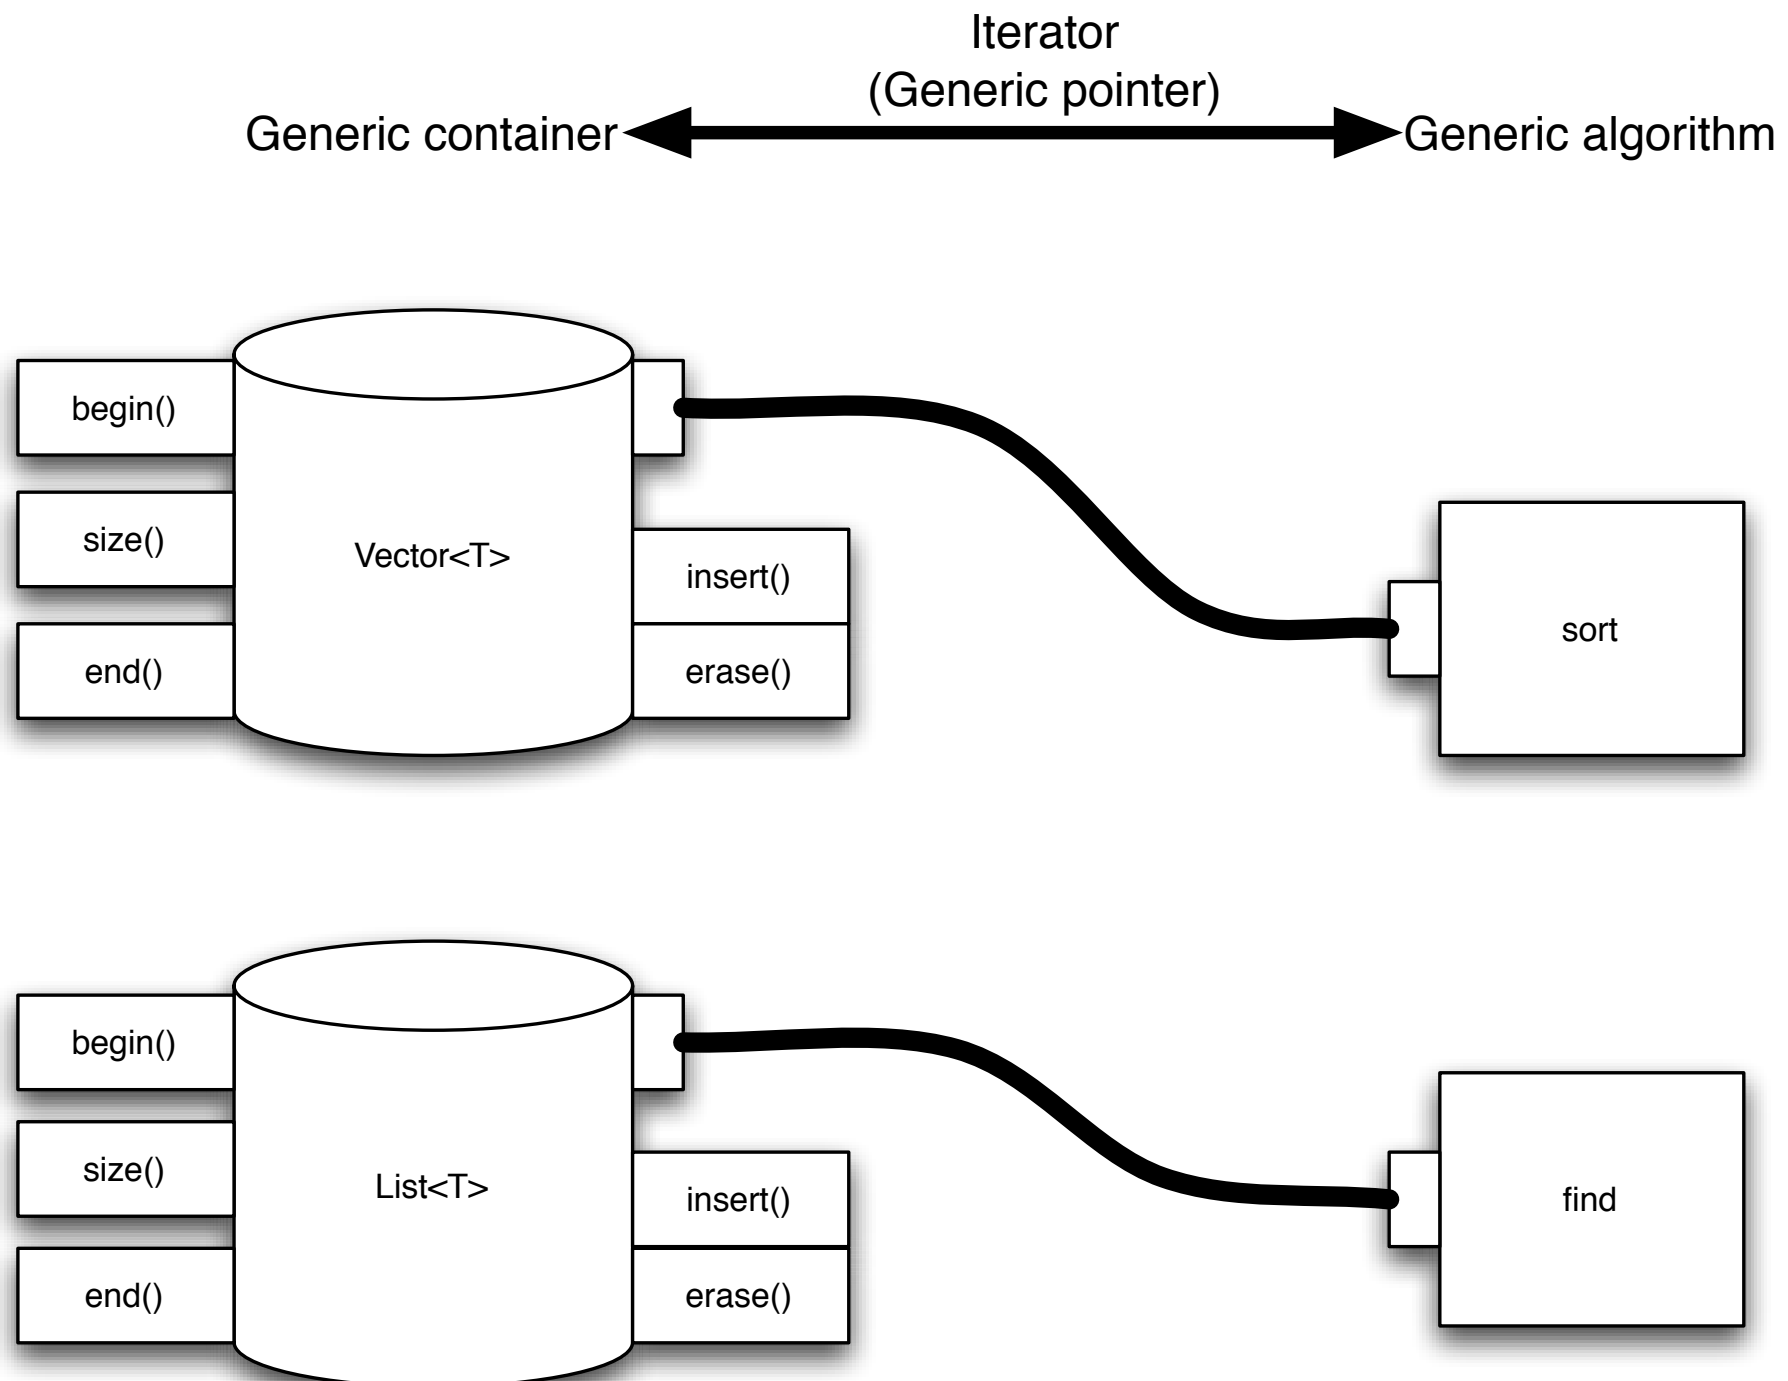 Iterator
(Generic pointer)
Generic container
Generic algorithm
begin()
size()
end()
Vector<T>
insert()
erase()
sort
begin()
size()
end()
List<T>
insert()
erase()
find